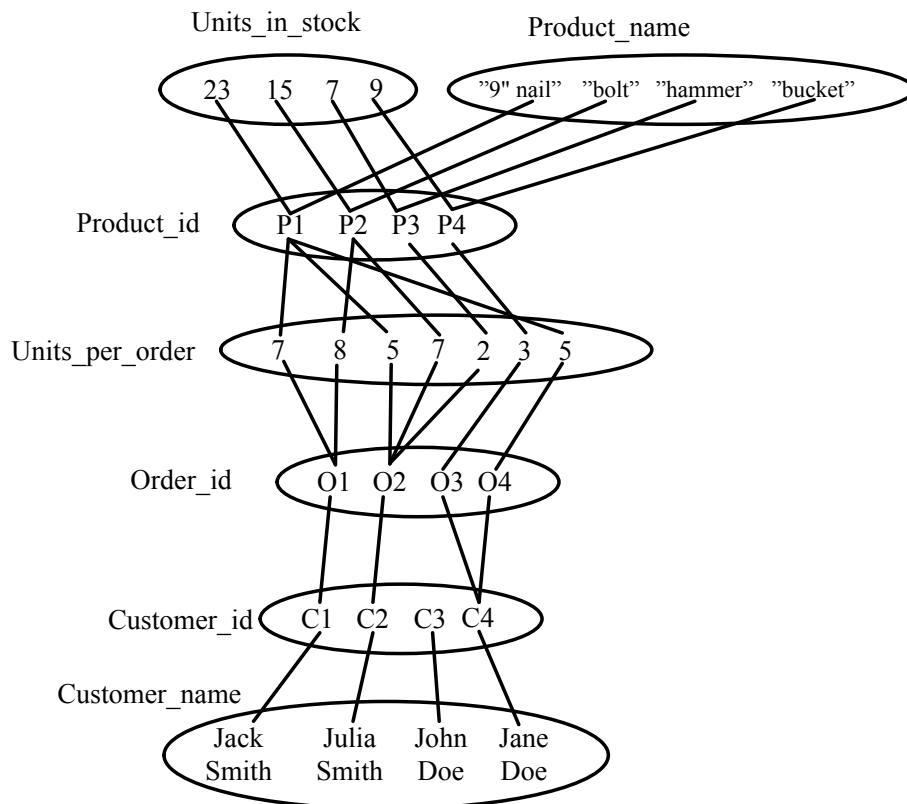 Units_in_stock
Product_name
23 15 7 9
”9" nail” ”bolt” ”hammer” ”bucket”
Product_id
P1 P2 P3 P4
Units_per_order
7 8 5 7 2 3 5
Order_id
O1 O2 O3 O4
Customer_id
C1 C2 C3 C4
Customer_name
Jack Smith
Julia Smith
John Doe
Jane Doe